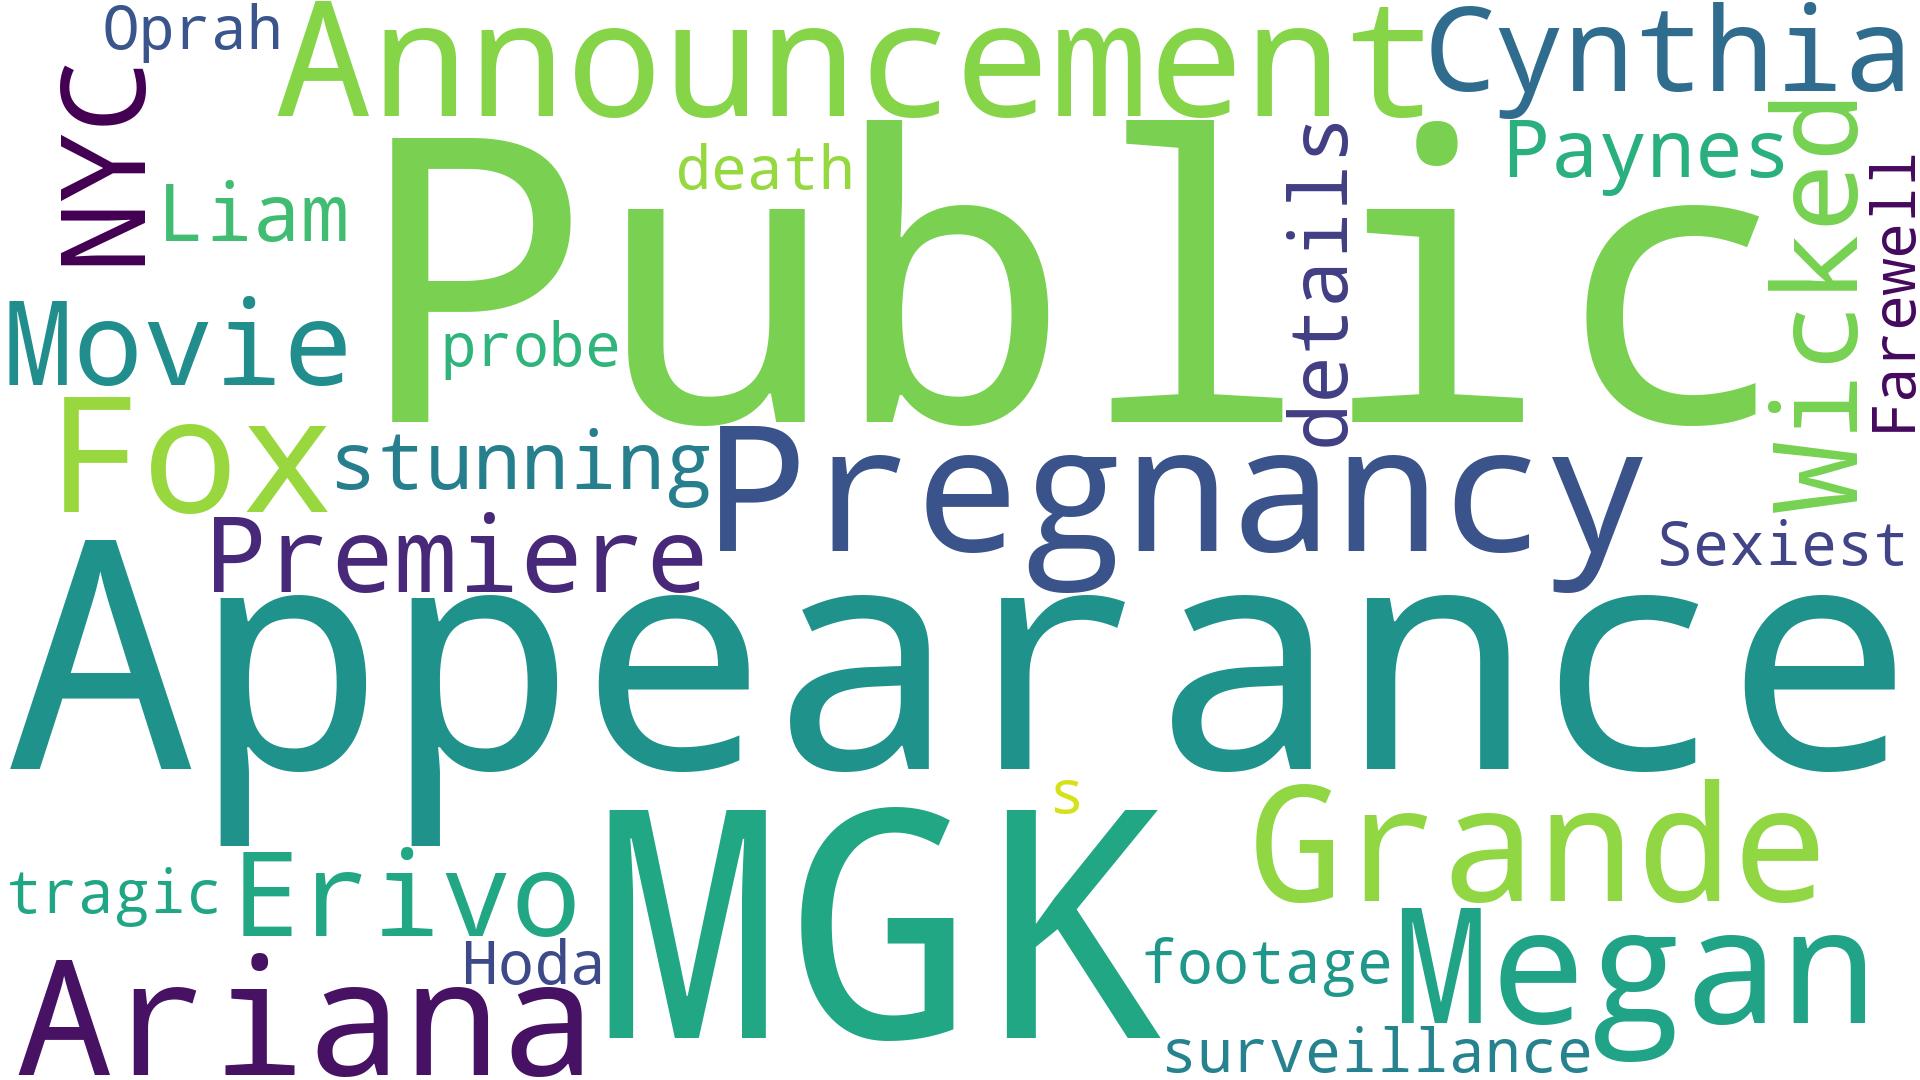 Oprah
Announcement
Cynthia
NYC
Liam
death
Public
details
Paynes
Wicked
Farewell
Movie
probe
Fox
stunning
Pregnancy
Premiere
Sexiest
Appearance
s
MGK
Grande
tragic
Erivo
Hoda
footage
Megan
Ariana
surveillance